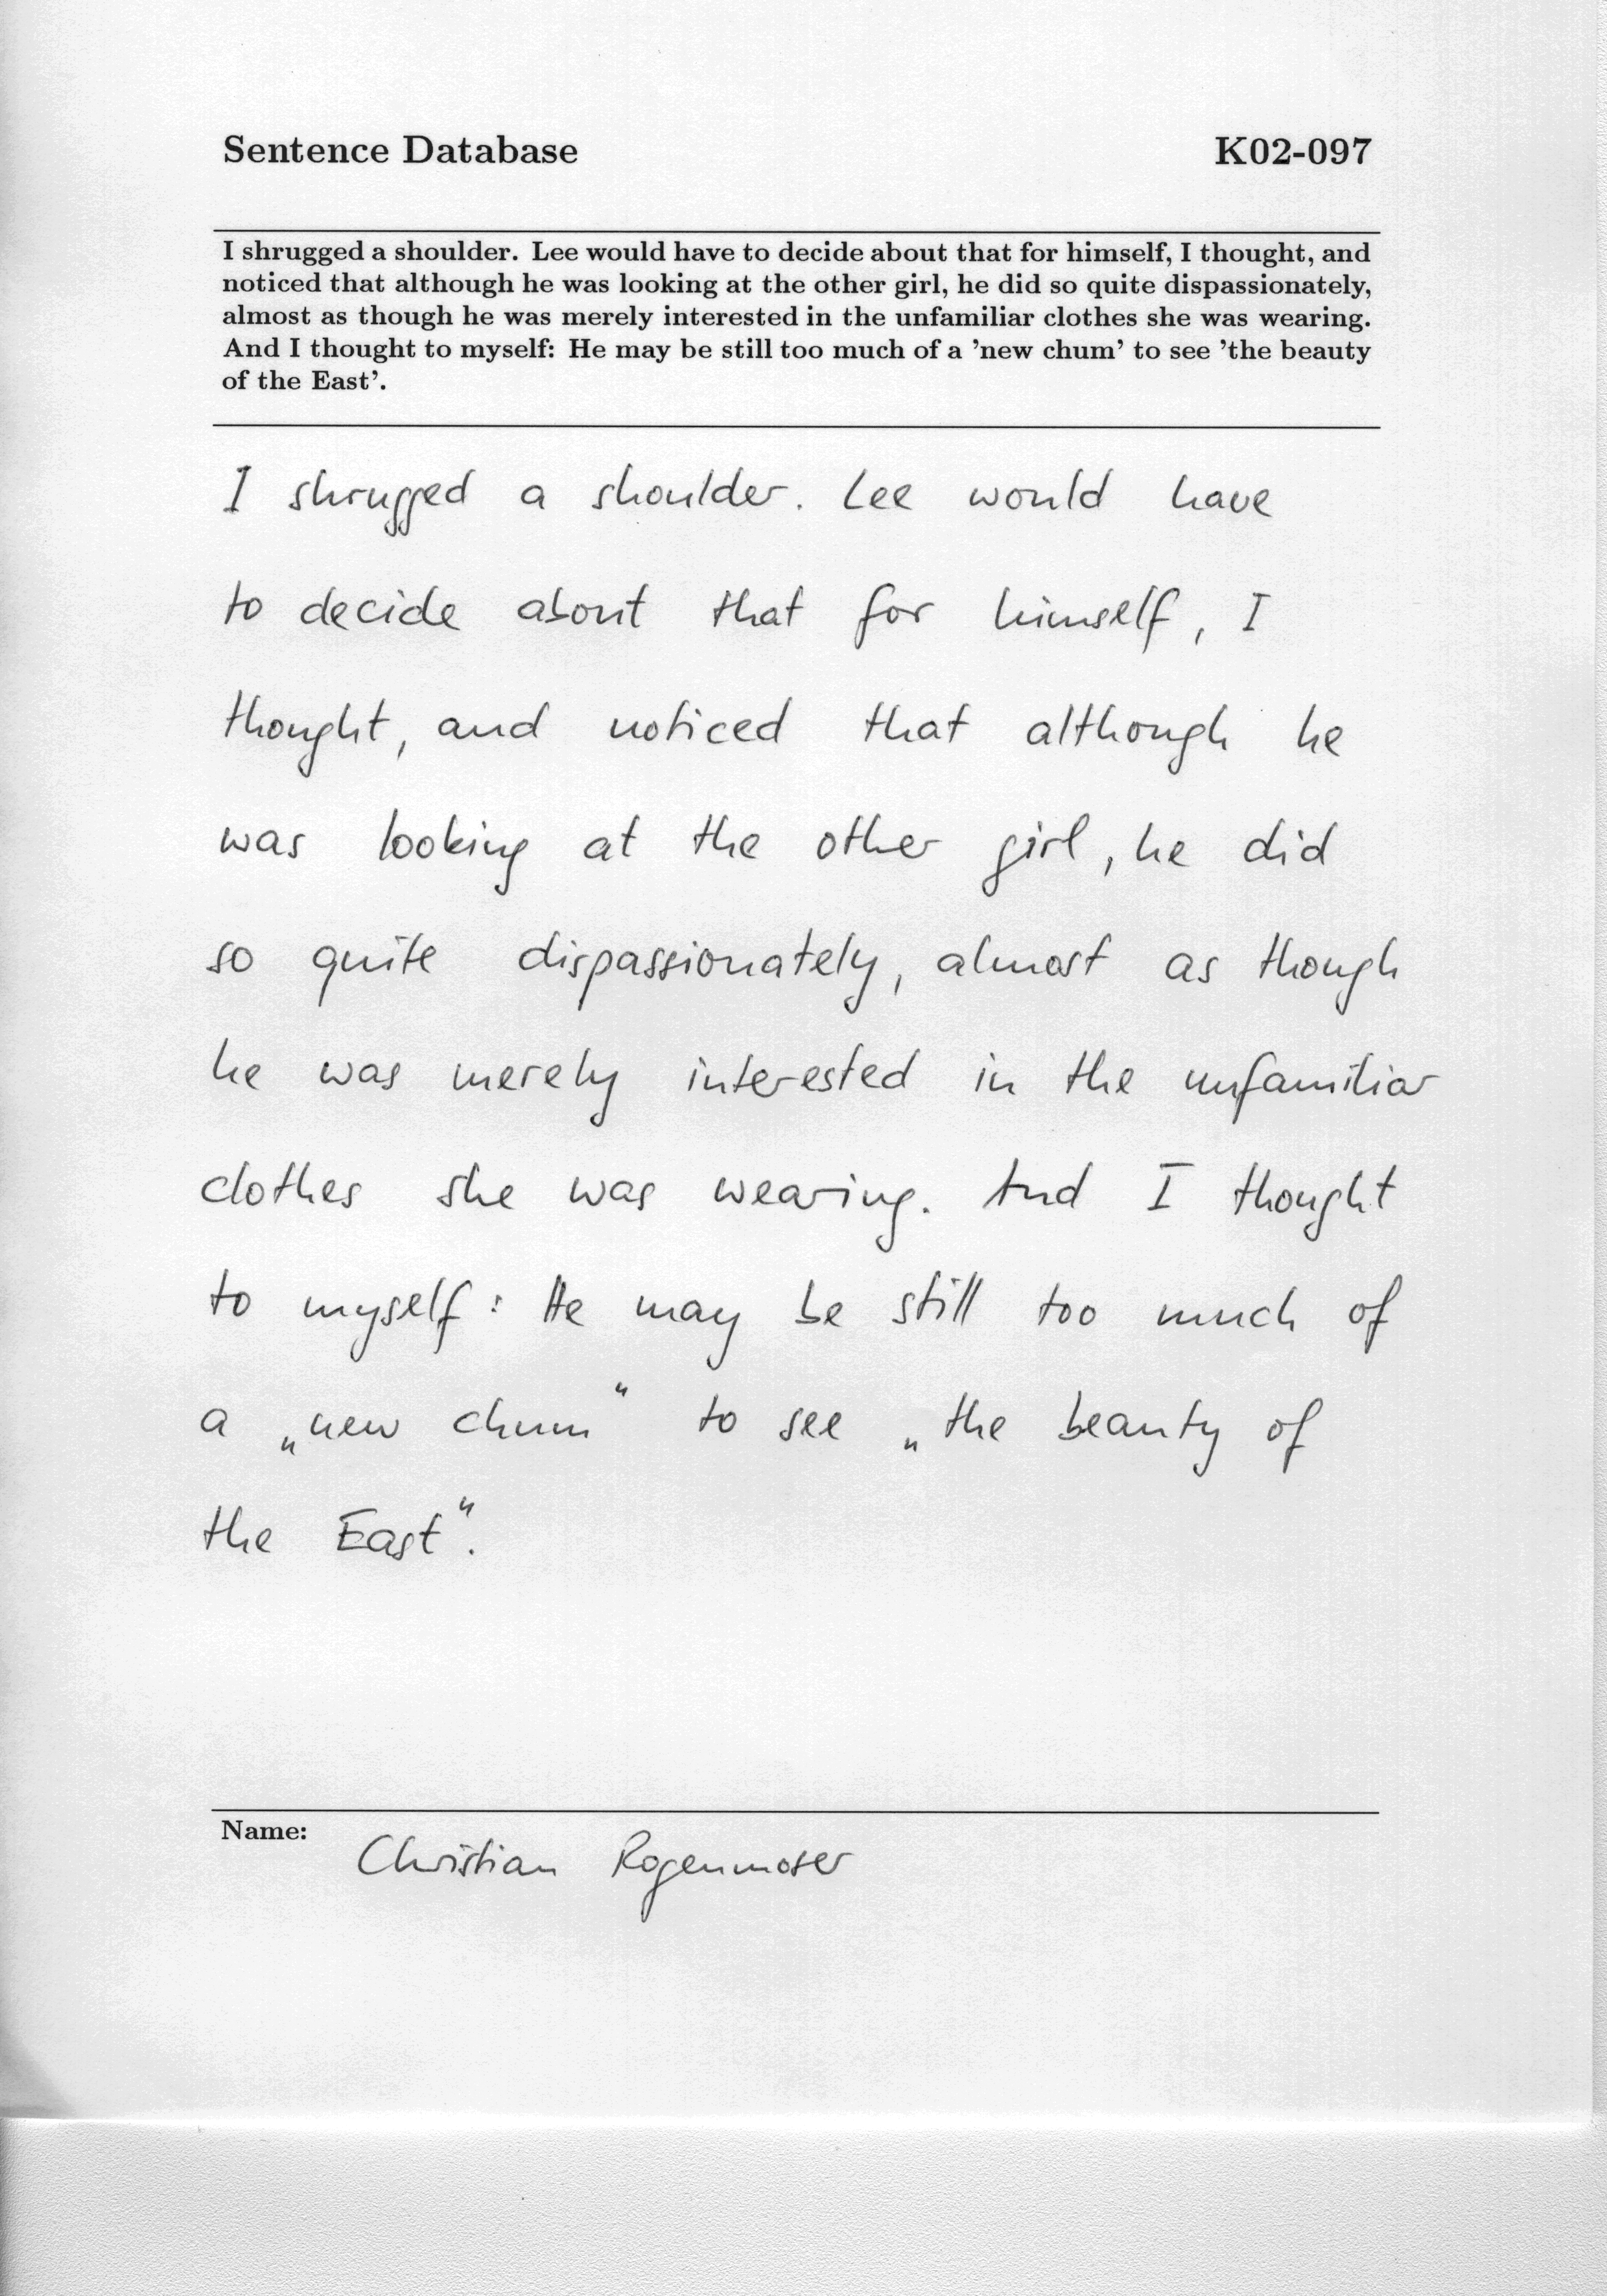 Sentence Database K02-097
I shrugged a shoulder. Lee would have to decide about that for himself, I thought, and
noticed that although he was looking at the other girl, he did so quite dispassionately,
almost as though he was merely interested in the unfamiliar clothes she was wearing.
And I thought to myself: He may be still too much of a ’new chum’ to see ’the beauty
of the East’.
I shrugged a shoulder. Lee would have
to decide about that for himself, I
thought, and noticed that although he
was looking at the other girl, he did
so quite dispassionately, almost as though
he was merely interested in the unfamiliar
clothes she was wearing. And I thought
to myself: He may be still too much of
a „new chum“ to see „the beauty of
the East“.
Name: Christian Rogenmoser